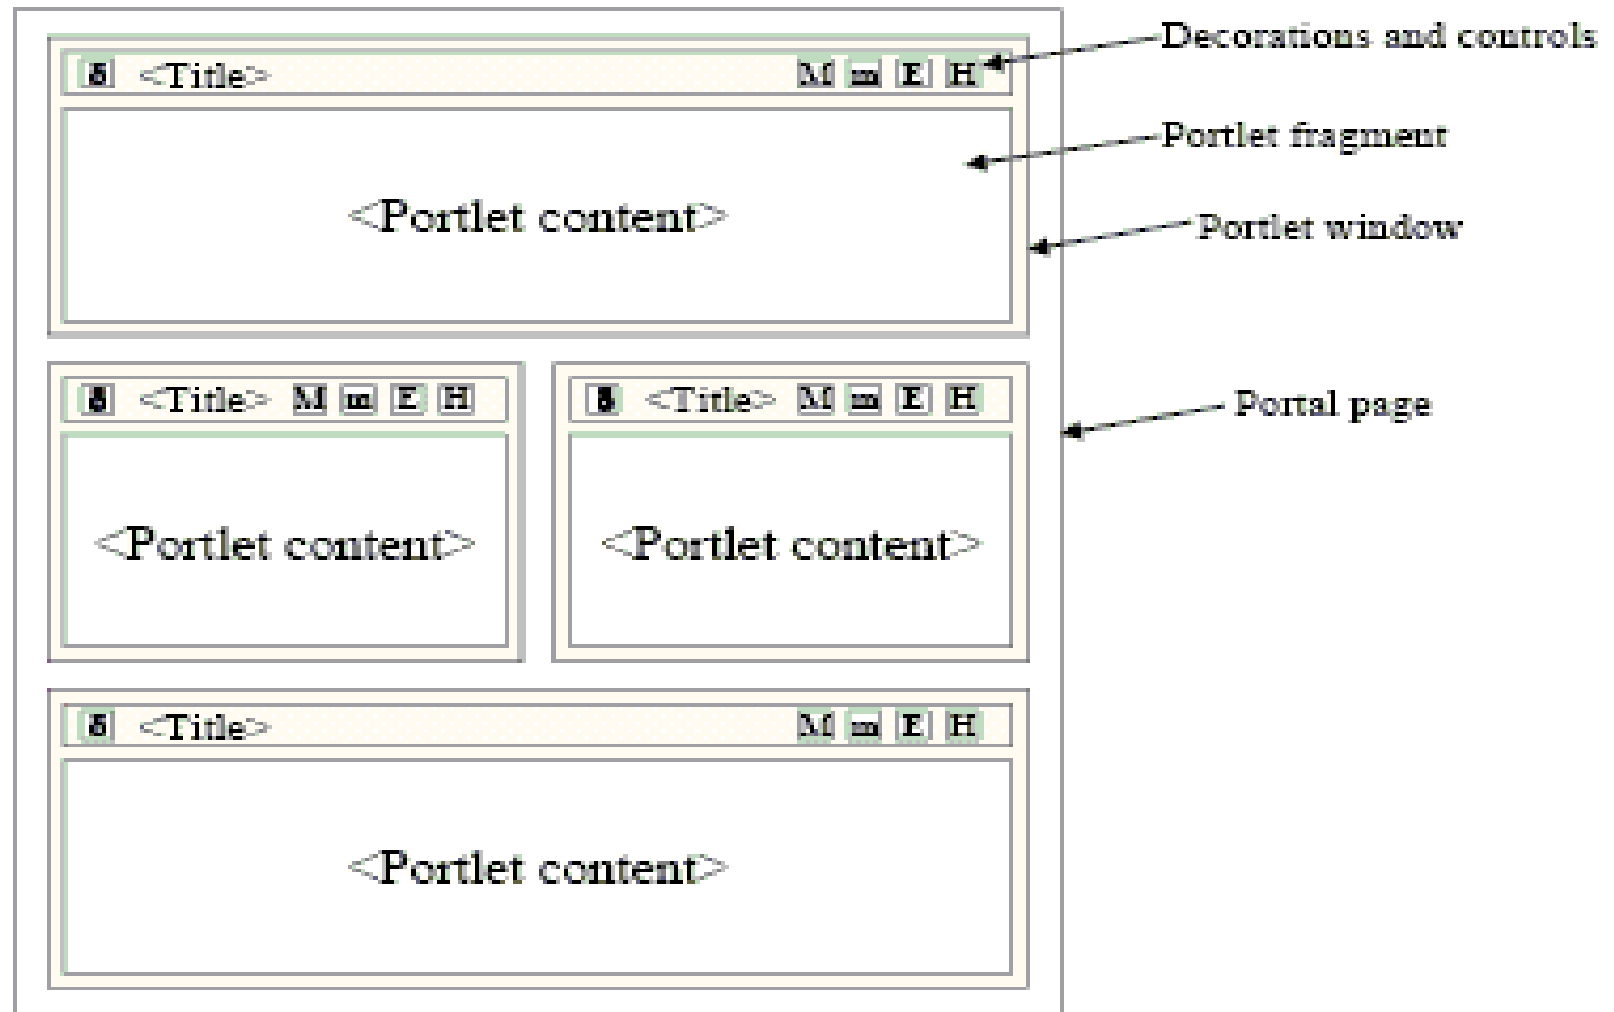 <Title> M m E H
Decorations and controls
Portlet fragment
<Portlet content>
Portlet window
<Title> M m E H
<Title> M m E H
Portal page
<Portlet content>
<Portlet content>
<Title> M m E H
<Portlet content>